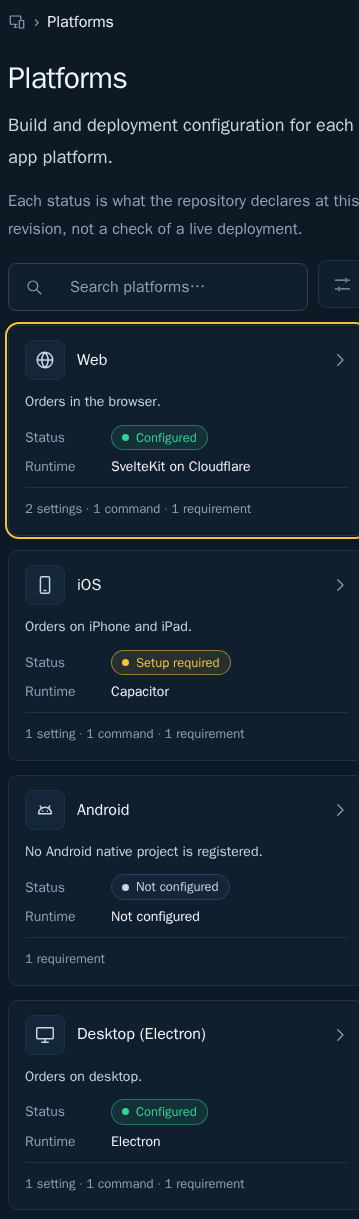 › Platforms
Platforms
Build and deployment configuration for each
app platform.
Each status is what the repository declares at this
revision, not a check of a live deployment.
Search platforms···
Web
Orders in the browser.
Status Configured
Runtime SvelteKit on Cloudflare
2 settings · 1 command · 1 requirement
iOS
Orders on iPhone and iPad.
Status Setup required
Runtime Capacitor
1 setting · 1 command · 1 requirement
Android
No Android native project is registered.
Status Not configured
Runtime Not configured
1 requirement
Desktop (Electron)
Orders on desktop.
Status Configured
Runtime Electron
1 setting · 1 command · 1 requirement